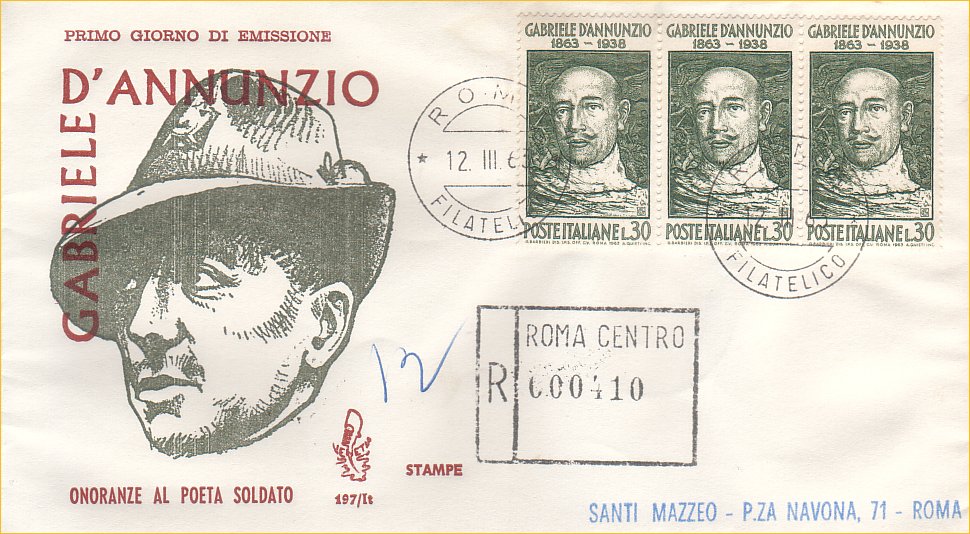 PRIMO GIORNO DI EMISSIONE
D'ANNUNZIO
GABRIELE
ONORANZE AL POETA SOLDATO
VENETIA
197/It
STAMPE
GABRIELE D'ANNUNZIO
1863 - 1938
POSTE ITALIANE L.30
GABRIELE D'ANNUNZIO
1863 - 1938
POSTE ITALIANE L.30
GABRIELE D'ANNUNZIO
1863 - 1938
POSTE ITALIANE L.30
12. III. 63
FILATELICO
FILATELICO
12
ROMA CENTRO
R 000410
SANTI MAZZEO - P.ZA NAVONA, 71 - ROMA